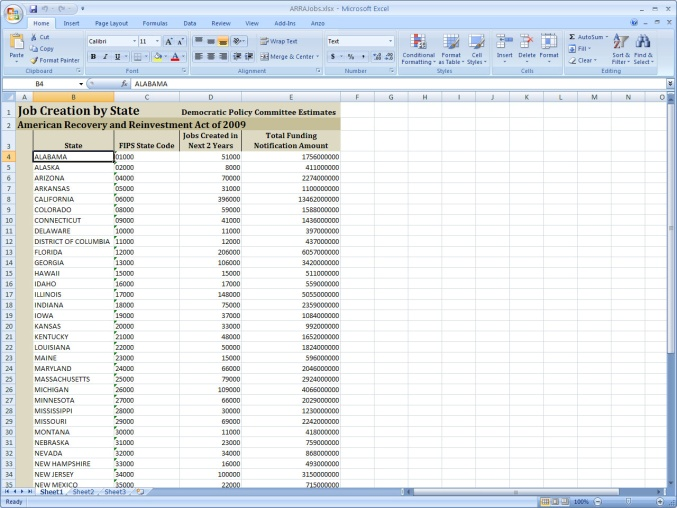 ARRAJobs.xlsx - Microsoft Excel
Home Insert Page Layout Formulas Data Review View Add-Ins Anzo
Paste Cut Copy Format Painter
Calibri 11 Wrap Text General Conditional Formatting Format as Table Cell Styles Insert Delete Format AutoSum Fill Clear Sort & Filter Find & Select
B I U Merge & Center $ % ,
Clipboard Font Alignment Number Styles Cells Editing
B4 fx ALABAMA
A B C D E F G H I J K L M N O
1 Job Creation by State Democratic Policy Committee Estimates
2 American Recovery and Reinvestment Act of 2009
3 State FIPS State Code Jobs Created in Next 2 Years Total Funding Notification Amount
4 ALABAMA 01000 51000 1756000000
5 ALASKA 02000 8000 411000000
6 ARIZONA 04000 70000 2274000000
7 ARKANSAS 05000 31000 1100000000
8 CALIFORNIA 06000 396000 13462000000
9 COLORADO 08000 59000 1588000000
10 CONNECTICUT 09000 41000 1436000000
11 DELAWARE 10000 11000 397000000
12 DISTRICT OF COLUMBIA 11000 12000 437000000
13 FLORIDA 12000 206000 6057000000
14 GEORGIA 13000 106000 3420000000
15 HAWAII 15000 15000 511000000
16 IDAHO 16000 17000 559000000
17 ILLINOIS 17000 148000 5055000000
18 INDIANA 18000 75000 2359000000
19 IOWA 19000 37000 1084000000
20 KANSAS 20000 33000 992000000
21 KENTUCKY 21000 48000 1652000000
22 LOUISIANA 22000 50000 1824000000
23 MAINE 23000 15000 596000000
24 MARYLAND 24000 66000 2046000000
25 MASSACHUSETTS 25000 79000 2924000000
26 MICHIGAN 26000 109000 4066000000
27 MINNESOTA 27000 66000 2029000000
28 MISSISSIPPI 28000 30000 1230000000
29 MISSOURI 29000 69000 2242000000
30 MONTANA 30000 11000 418000000
31 NEBRASKA 31000 23000 759000000
32 NEVADA 32000 34000 868000000
33 NEW HAMPSHIRE 33000 16000 493000000
34 NEW JERSEY 34000 100000 3150000000
35 NEW MEXICO 35000 22000 715000000
Sheet1 Sheet2 Sheet3
Ready 100%